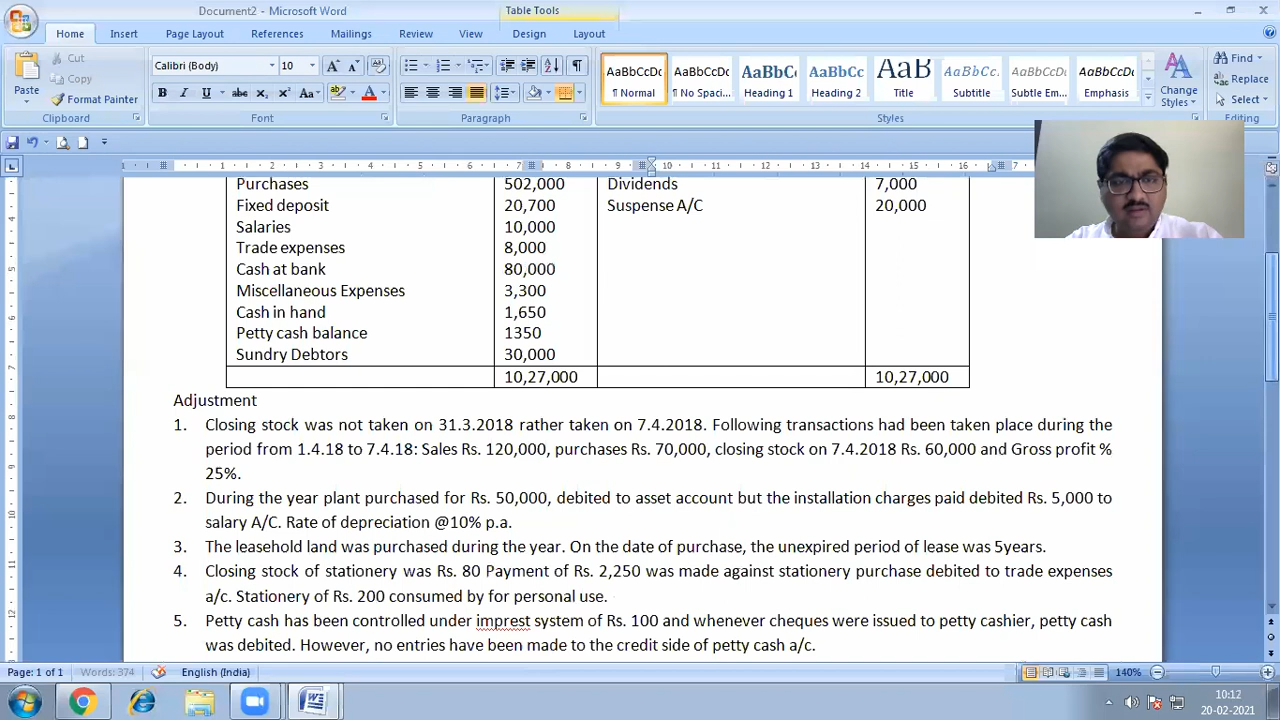 Document2 - Microsoft Word
Table Tools
Home Insert Page Layout References Mailings Review View Design Layout
Cut
Copy
Format Painter
Paste
Clipboard
Calibri (Body) 10
Font
Paragraph
AaBbCcDc AaBbCcDc AaBbCc AaBbCc AaB AaBbCc. AaBbCcDc AaBbCcDc
¶ Normal ¶ No Spaci... Heading 1 Heading 2 Title Subtitle Subtle Em... Emphasis
Change Styles
Styles
Find
Replace
Select
Editing
Purchases 502,000 Dividends 7,000
Fixed deposit 20,700 Suspense A/C 20,000
Salaries 10,000
Trade expenses 8,000
Cash at bank 80,000
Miscellaneous Expenses 3,300
Cash in hand 1,650
Petty cash balance 1350
Sundry Debtors 30,000
10,27,000 10,27,000
Adjustment
1. Closing stock was not taken on 31.3.2018 rather taken on 7.4.2018. Following transactions had been taken place during the
period from 1.4.18 to 7.4.18: Sales Rs. 120,000, purchases Rs. 70,000, closing stock on 7.4.2018 Rs. 60,000 and Gross profit %
25%.
2. During the year plant purchased for Rs. 50,000, debited to asset account but the installation charges paid debited Rs. 5,000 to
salary A/C. Rate of depreciation @10% p.a.
3. The leasehold land was purchased during the year. On the date of purchase, the unexpired period of lease was 5years.
4. Closing stock of stationery was Rs. 80 Payment of Rs. 2,250 was made against stationery purchase debited to trade expenses
a/c. Stationery of Rs. 200 consumed by for personal use.
5. Petty cash has been controlled under imprest system of Rs. 100 and whenever cheques were issued to petty cashier, petty cash
was debited. However, no entries have been made to the credit side of petty cash a/c.
Page: 1 of 1 Words: 374 English (India) 140%
10:12
20-02-2021